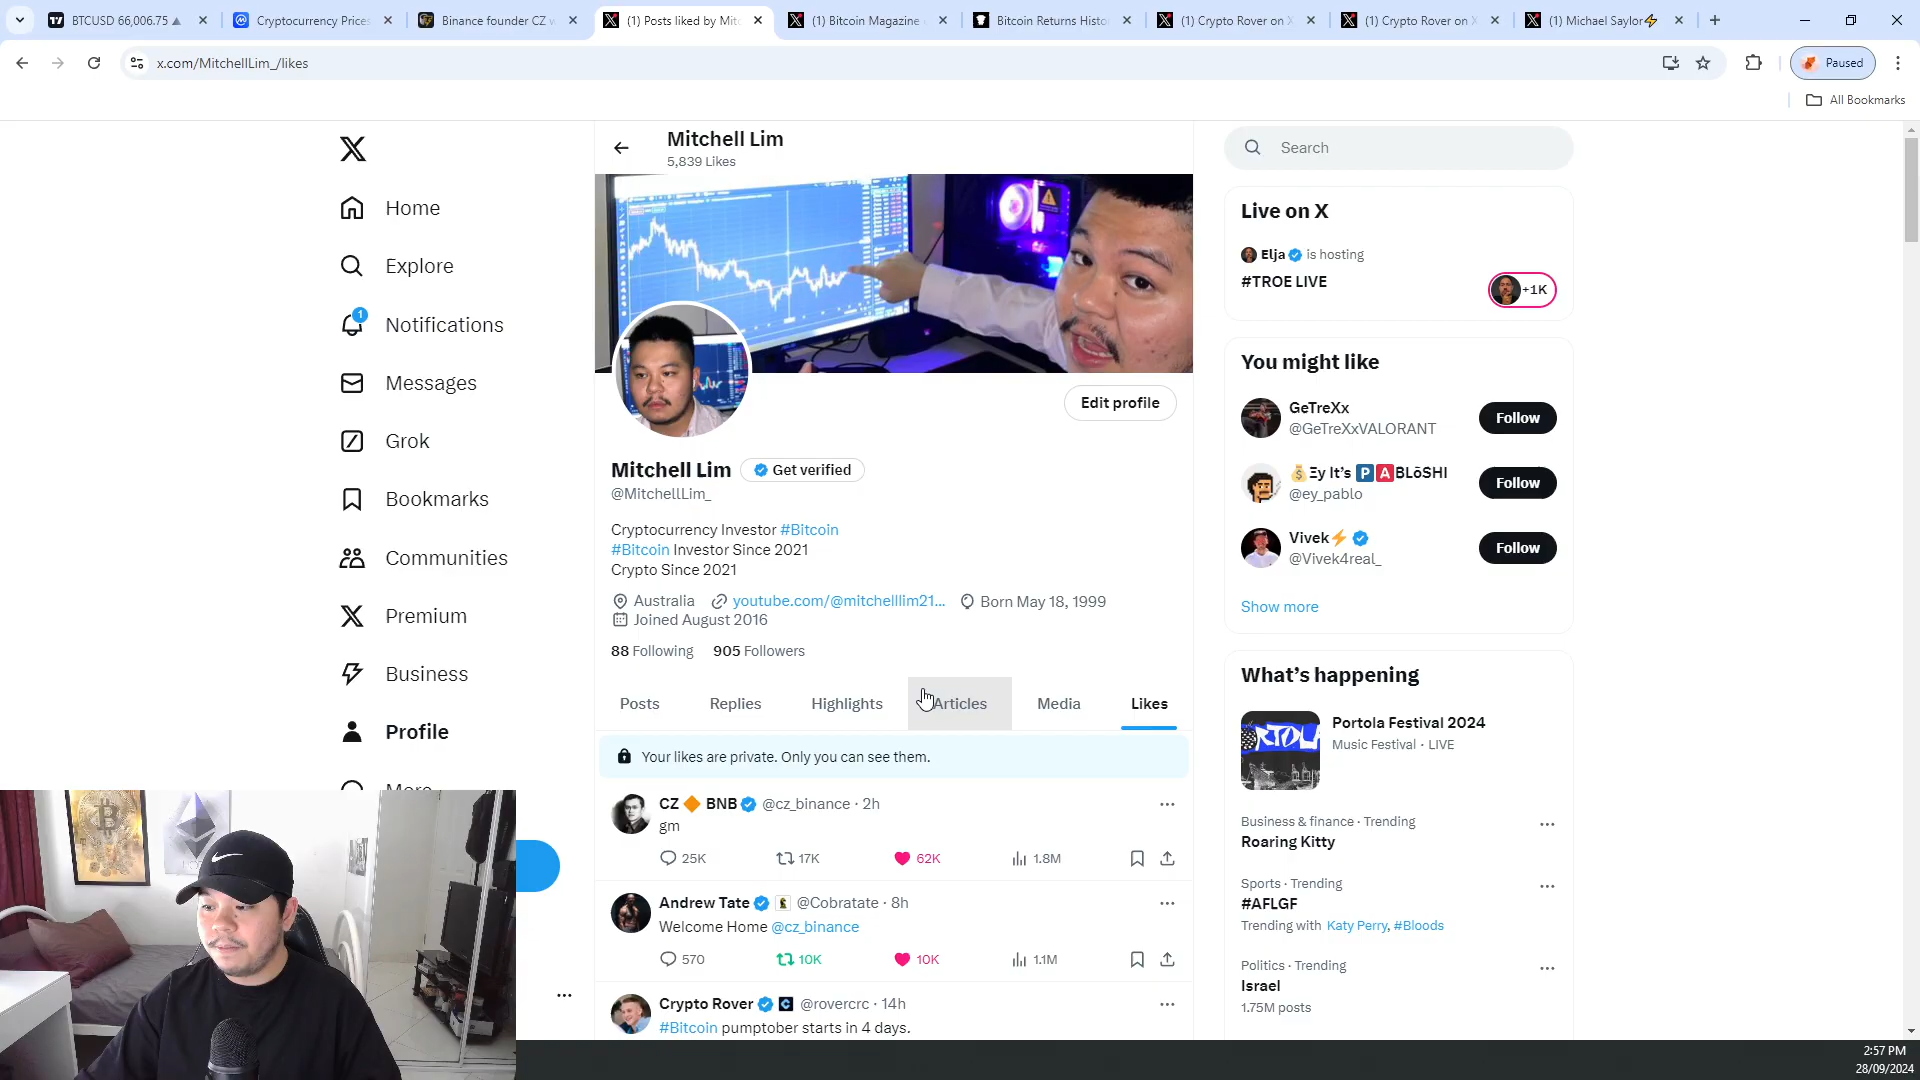 BTCUSD 66,006.75
Cryptocurrency Prices
Binance founder CZ w
(1) Posts liked by Mitc
(1) Bitcoin Magazine
Bitcoin Returns Histo
(1) Crypto Rover on X
(1) Crypto Rover on X
(1) Michael Saylor⚡
x.com/MitchellLim_/likes
Paused
All Bookmarks
Home
Explore
1
Notifications
Messages
Grok
Bookmarks
Communities
Premium
Business
Profile
More
Mitchell Lim
5,839 Likes
Edit profile
Mitchell Lim
Get verified
@MitchellLim_
Cryptocurrency Investor #Bitcoin
#Bitcoin Investor Since 2021
Crypto Since 2021
Australia youtube.com/@mitchelllim21... Born May 18, 1999
Joined August 2016
88 Following 905 Followers
Posts Replies Highlights Articles Media Likes
Your likes are private. Only you can see them.
CZ 🔶 BNB @cz_binance · 2h
gm
25K 17K 62K 1.8M
Andrew Tate @Cobratate · 8h
Welcome Home @cz_binance
570 10K 10K 1.1M
Crypto Rover @rovercrc · 14h
#Bitcoin pumptober starts in 4 days.
Search
Live on X
Elja is hosting
#TROE LIVE
+1K
You might like
GeTreXx
@GeTreXxVALORANT
Follow
💰Ξy It's 🅿️🅰️BLōSHI
@ey_pablo
Follow
Vivek⚡
@Vivek4real_
Follow
Show more
What's happening
Portola Festival 2024
Music Festival · LIVE
Business & finance · Trending
Roaring Kitty
Sports · Trending
#AFLGF
Trending with Katy Perry, #Bloods
Politics · Trending
Israel
1.75M posts
2:57 PM
28/09/2024